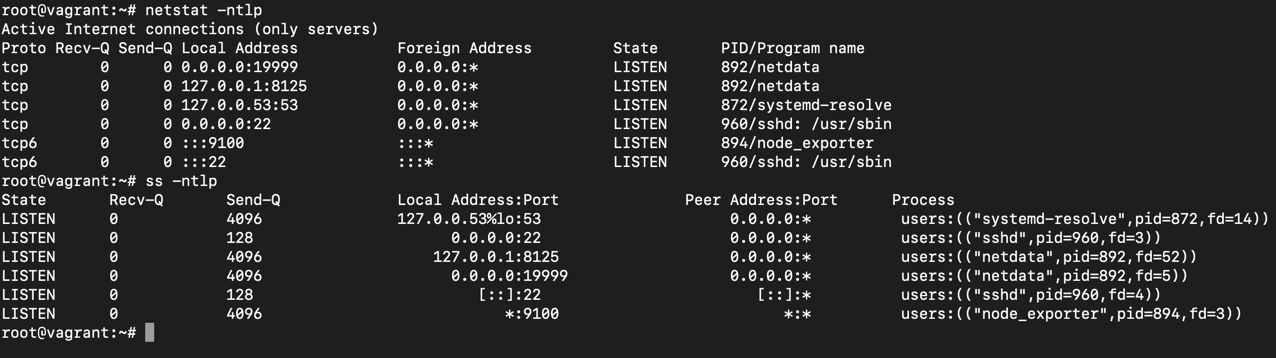 root@vagrant:~# netstat -ntlp
Active Internet connections (only servers)
Proto Recv-Q Send-Q Local Address           Foreign Address         State       PID/Program name
tcp        0      0 0.0.0.0:19999           0.0.0.0:*               LISTEN      892/netdata
tcp        0      0 127.0.0.1:8125          0.0.0.0:*               LISTEN      892/netdata
tcp        0      0 127.0.0.53:53           0.0.0.0:*               LISTEN      872/systemd-resolve
tcp        0      0 0.0.0.0:22              0.0.0.0:*               LISTEN      960/sshd: /usr/sbin
tcp6       0      0 :::9100                 :::*                    LISTEN      894/node_exporter
tcp6       0      0 :::22                   :::*                    LISTEN      960/sshd: /usr/sbin
root@vagrant:~# ss -ntlp
State       Recv-Q       Send-Q             Local Address:Port              Peer Address:Port      Process
LISTEN      0            4096               127.0.0.53%lo:53                     0.0.0.0:*          users:(("systemd-resolve",pid=872,fd=14))
LISTEN      0            128                      0.0.0.0:22                     0.0.0.0:*          users:(("sshd",pid=960,fd=3))
LISTEN      0            4096                   127.0.0.1:8125                   0.0.0.0:*          users:(("netdata",pid=892,fd=52))
LISTEN      0            4096                     0.0.0.0:19999                  0.0.0.0:*          users:(("netdata",pid=892,fd=5))
LISTEN      0            128                         [::]:22                        [::]:*          users:(("sshd",pid=960,fd=4))
LISTEN      0            4096                           *:9100                         *:*          users:(("node_exporter",pid=894,fd=3))
root@vagrant:~#